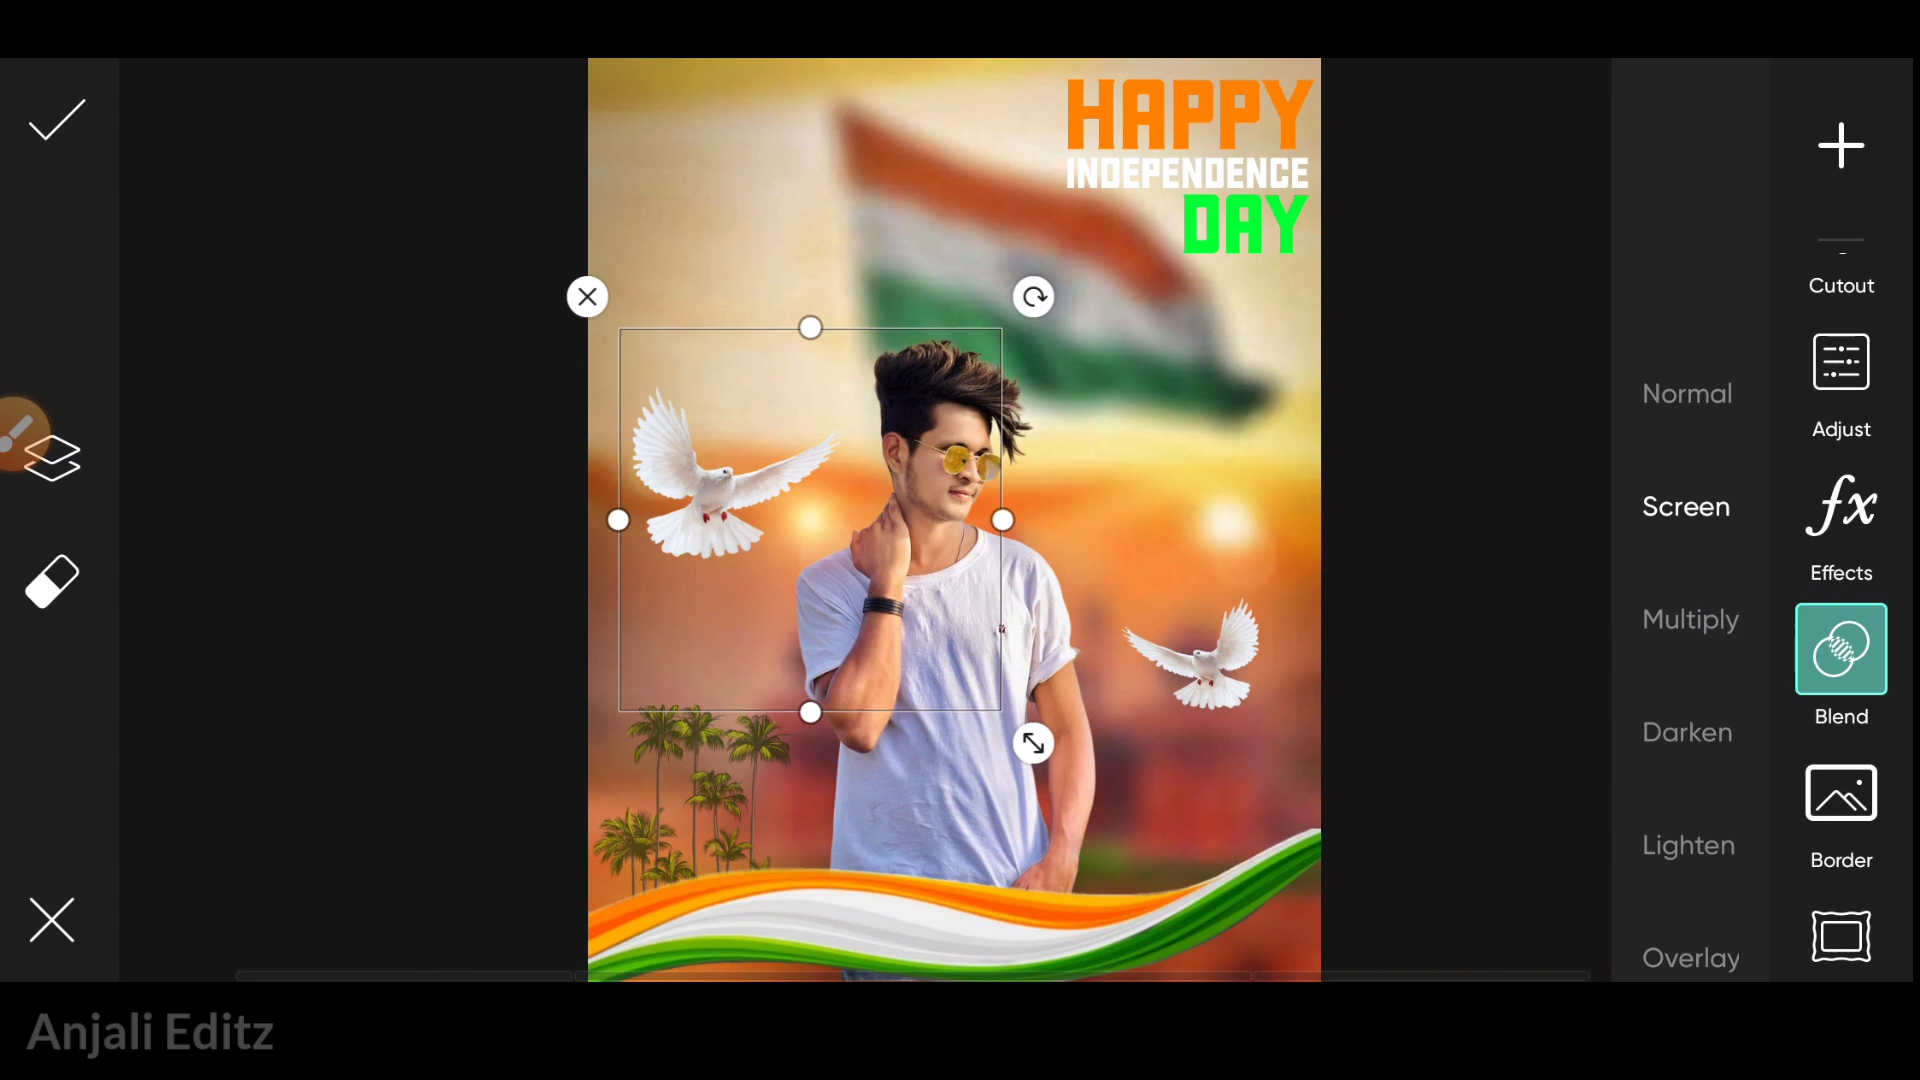 HAPPY
INDEPENDENCE
DAY
Cutout
Adjust
Effects
Blend
Border
Normal
Screen
Multiply
Darken
Lighten
Overlay
Anjali Editz